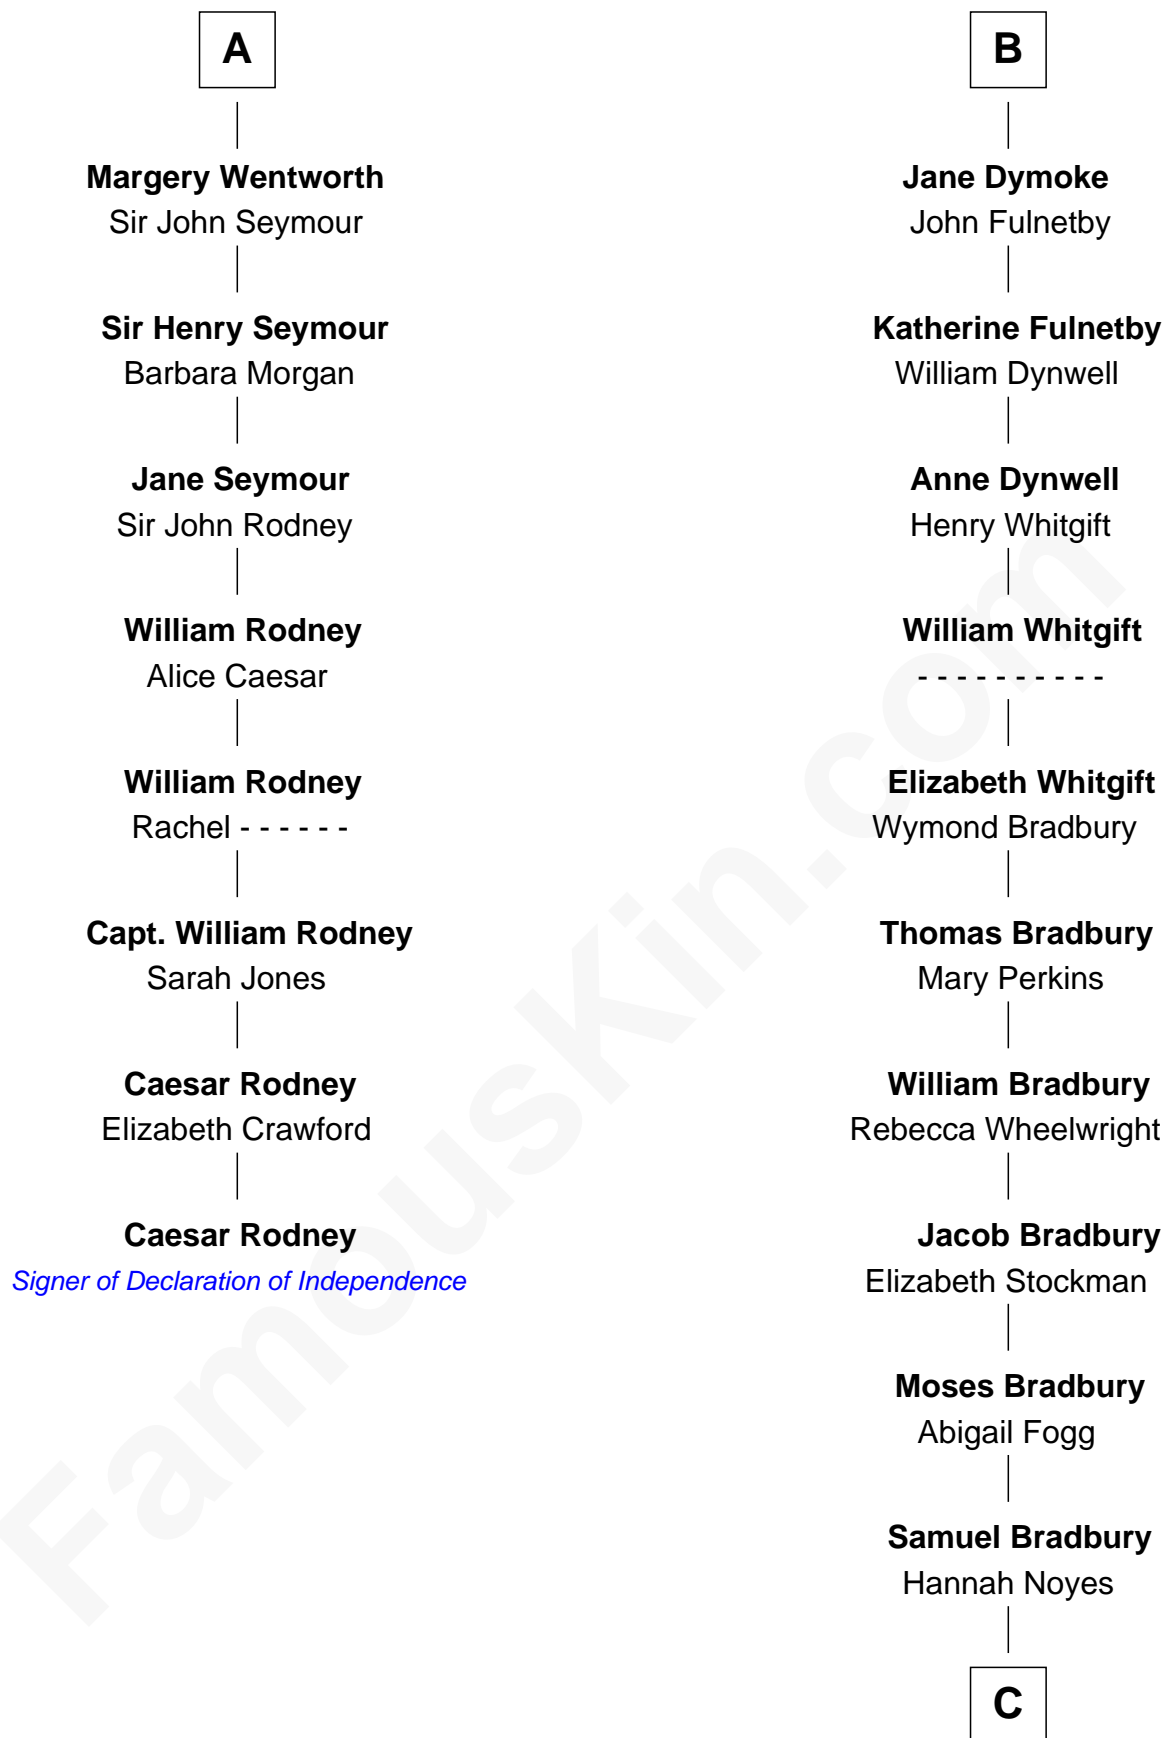 A
Margery Wentworth
Sir John Seymour
Sir Henry Seymour
Barbara Morgan
Jane Seymour
Sir John Rodney
William Rodney
Alice Caesar
William Rodney
Rachel - - - - - -
Capt. William Rodney
Sarah Jones
Caesar Rodney
Elizabeth Crawford
Caesar Rodney
Signer of Declaration of Independence
B
Jane Dymoke
John Fulnetby
Katherine Fulnetby
William Dynwell
Anne Dynwell
Henry Whitgift
William Whitgift
- - - - - - - - - -
Elizabeth Whitgift
Wymond Bradbury
Thomas Bradbury
Mary Perkins
William Bradbury
Rebecca Wheelwright
Jacob Bradbury
Elizabeth Stockman
Moses Bradbury
Abigail Fogg
Samuel Bradbury
Hannah Noyes
C
FamousKin.com